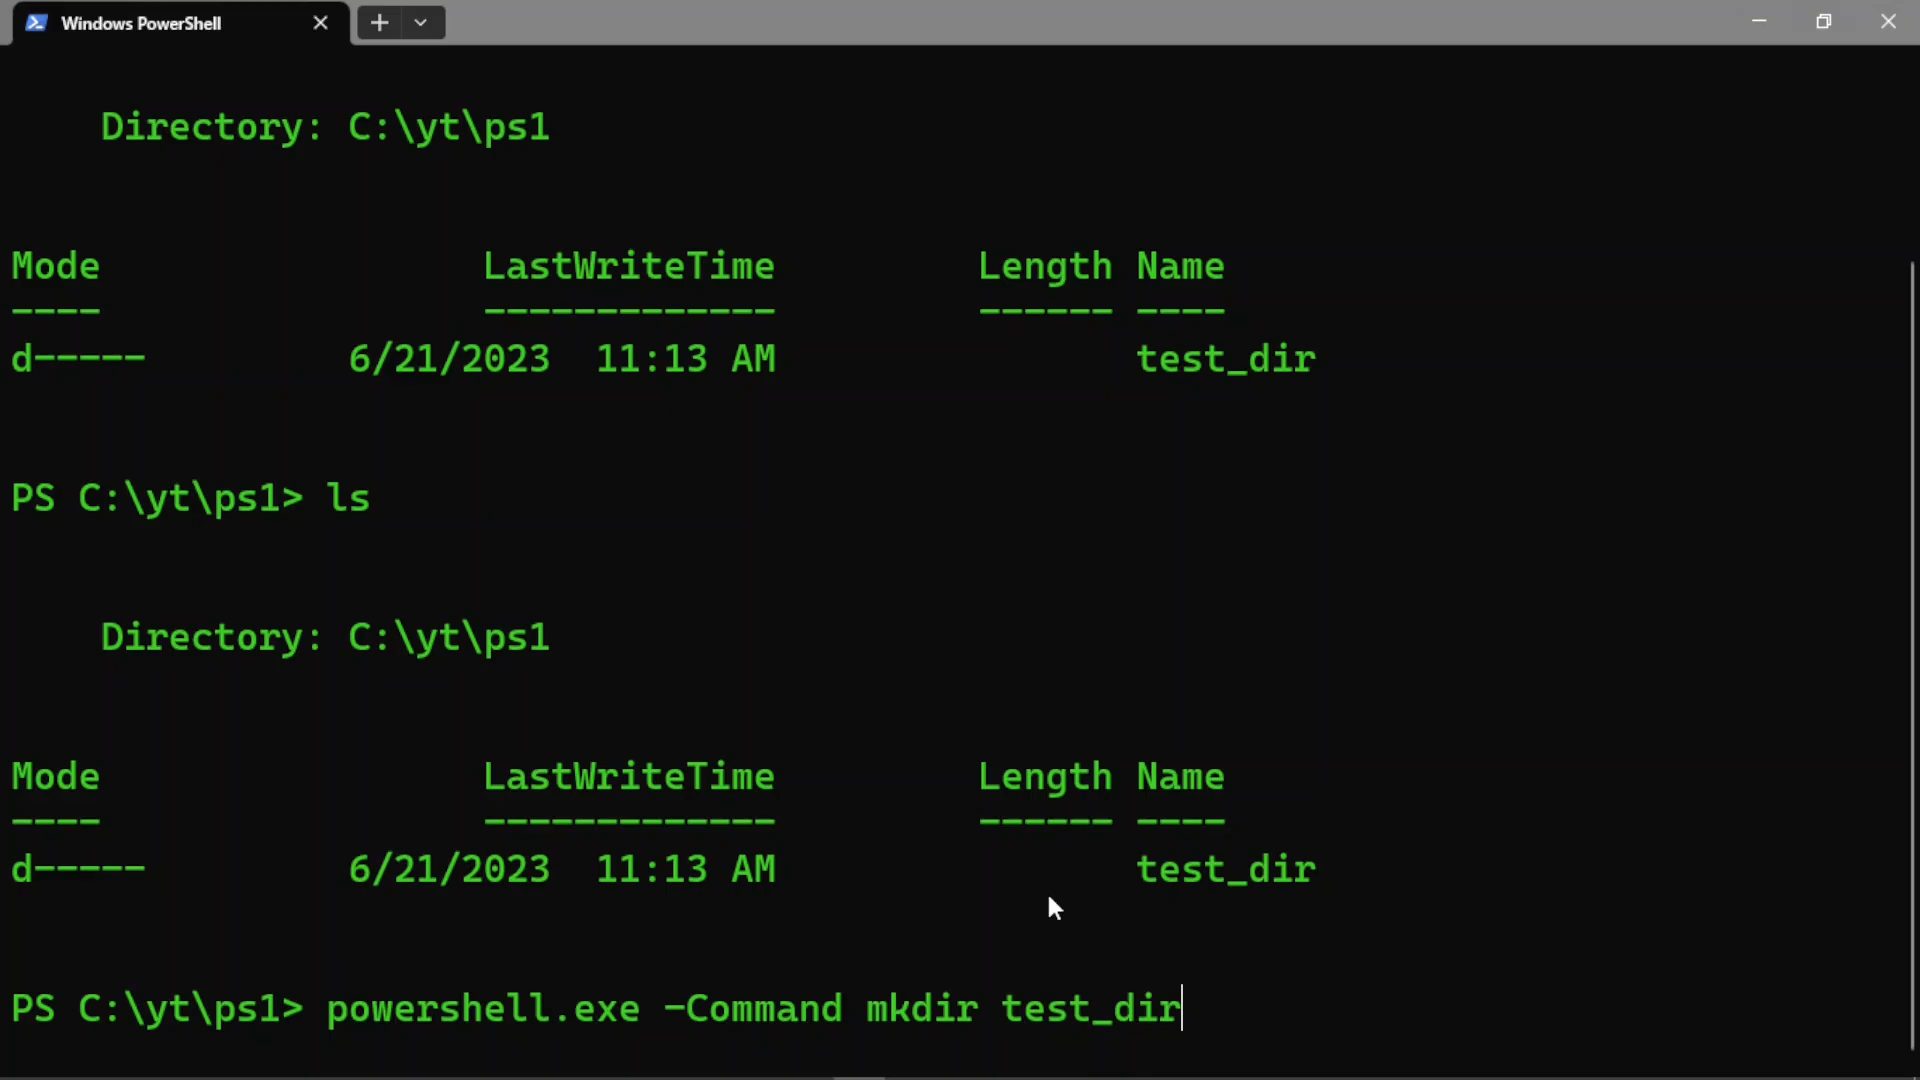 Windows PowerShell
Directory: C:\yt\ps1
Mode LastWriteTime Length Name
---- ------------- ------ ----
d----- 6/21/2023 11:13 AM test_dir
PS C:\yt\ps1> ls
Directory: C:\yt\ps1
Mode LastWriteTime Length Name
---- ------------- ------ ----
d----- 6/21/2023 11:13 AM test_dir
PS C:\yt\ps1> powershell.exe -Command mkdir test_dir